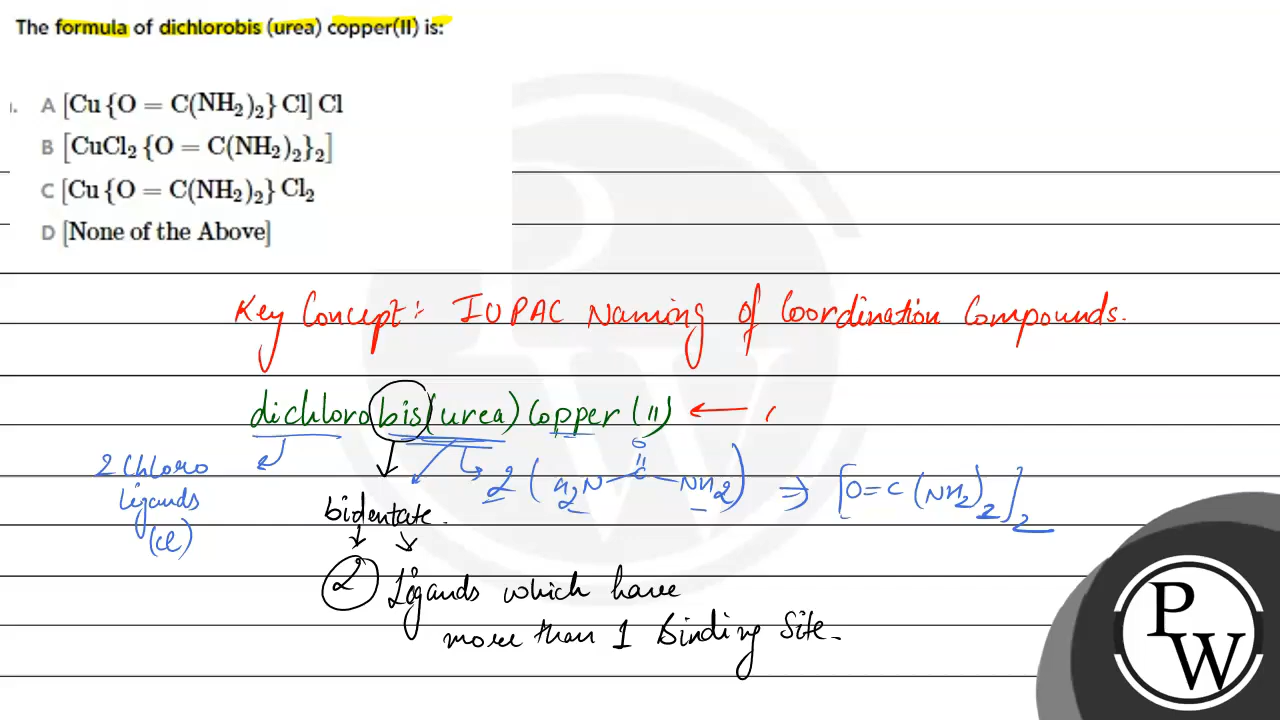 The formula of dichlorobis (urea) copper(II) is:
A [Cu {O = C(NH₂)₂} Cl] Cl
B [CuCl₂ {O = C(NH₂)₂}₂]
C [Cu {O = C(NH₂)₂} Cl₂
D [None of the Above]
Key Concept:- IUPAC Naming of Coordination Compounds.
dichlorobis(urea) Copper (II) ←
2 Chloro ligands (Cl)
2 (H₂N-C(=O)-NH₂) ⇒ [O=C(NH₂)₂]₂
bidentate.
2 Ligands which have
more than 1 Binding Site.
P
W